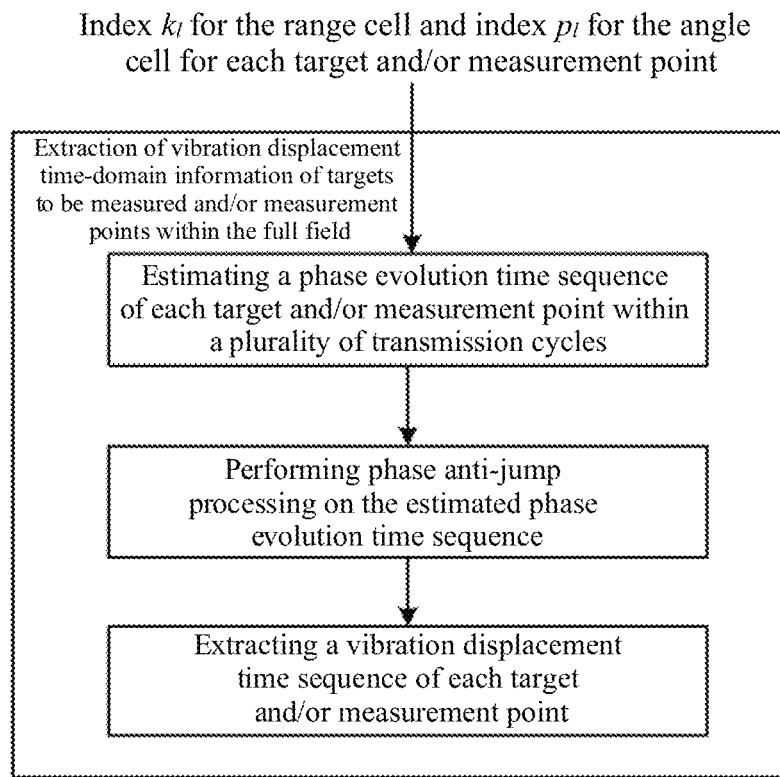 Index kₗ for the range cell and index pₗ for the angle
cell for each target and/or measurement point
Extraction of vibration displacement
time-domain information of targets
to be measured and/or measurement
points within the full field
Estimating a phase evolution time sequence
of each target and/or measurement point within
a plurality of transmission cycles
Performing phase anti-jump
processing on the estimated phase
evolution time sequence
Extracting a vibration displacement
time sequence of each target
and/or measurement point